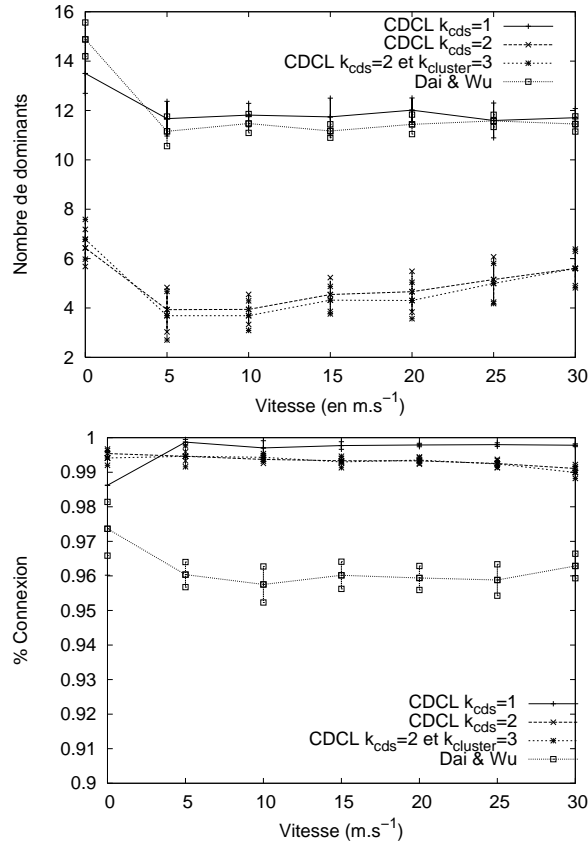 16
14
12
10
8
6
4
2
Nombre de dominants
CDCL k_cds=1
CDCL k_cds=2
CDCL k_cds=2 et k_cluster=3
Dai & Wu
0 5 10 15 20 25 30
Vitesse (en m.s⁻¹)
1
0.99
0.98
0.97
0.96
0.95
0.94
0.93
0.92
0.91
0.9
% Connexion
CDCL k_cds=1
CDCL k_cds=2
CDCL k_cds=2 et k_cluster=3
Dai & Wu
0 5 10 15 20 25 30
Vitesse (m.s⁻¹)